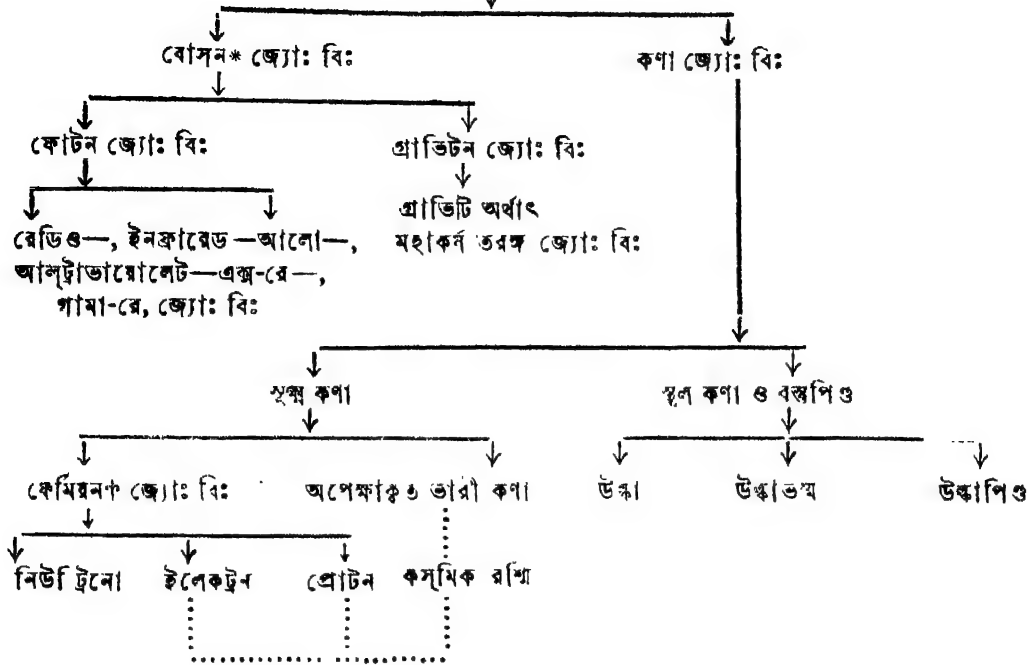 বোসন* জ্যোঃ বিঃ
কণা জ্যোঃ বিঃ
ফোটন জ্যোঃ বিঃ
গ্রাভিটন জ্যোঃ বিঃ
গ্রাভিটি অর্থাৎ
মহাকর্ষ তরঙ্গ জ্যোঃ বিঃ
রেডিও—, ইনফ্রারেড—আলো—,
আল্ট্রাভায়োলেট—এক্স-রে—,
গামা-রে, জ্যোঃ বিঃ
সূক্ষ্ম কণা
স্থূল কণা ও বস্তুপিণ্ড
ফের্মিয়ন† জ্যোঃ বিঃ
অপেক্ষাকৃত ভারী কণা
উল্কা
উল্কাভস্ম
উল্কাপিণ্ড
নিউট্রিনো
ইলেকট্রন
প্রোটন
কস্‌মিক রশ্মি